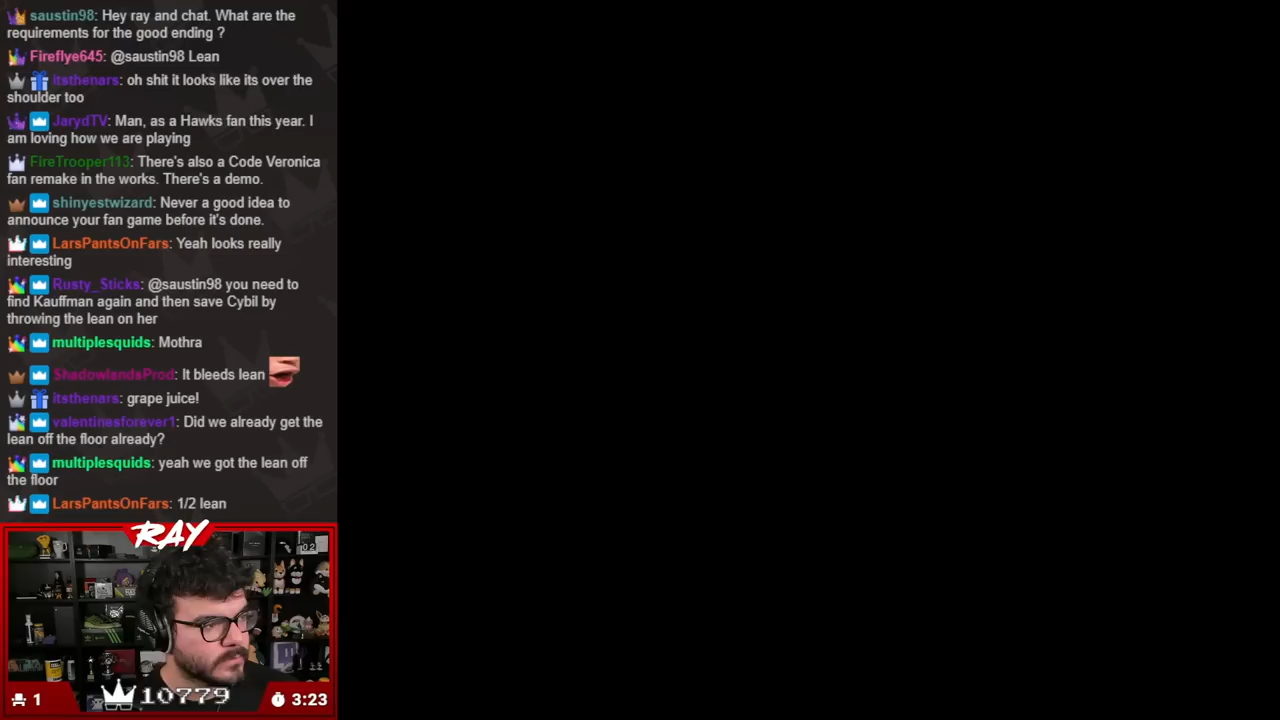 saustin98: Hey ray and chat. What are the
requirements for the good ending ?
Fireflye645: @saustin98 Lean
itsthenars: oh shit it looks like its over the
shoulder too
JarydTV: Man, as a Hawks fan this year. I
am loving how we are playing
FireTrooper113: There's also a Code Veronica
fan remake in the works. There's a demo.
shinyestwizard: Never a good idea to
announce your fan game before it's done.
LarsPantsOnFars: Yeah looks really
interesting
Rusty_Sticks: @saustin98 you need to
find Kauffman again and then save Cybil by
throwing the lean on her
multiplesquids: Mothra
ShadowlandsProd: It bleeds lean
itsthenars: grape juice!
valentinesforever1: Did we already get the
lean off the floor already?
multiplesquids: yeah we got the lean off
the floor
LarsPantsOnFars: 1/2 lean
RAY
1
10779
3:23